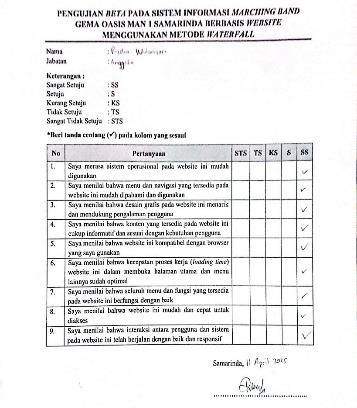 PENGUJIAN BETA PADA SISTEM INFORMASI MARCHING BAND
GEMA OASIS MAN 1 SAMARINDA BERBASIS WEBSITE
MENGGUNAKAN METODE WATERFALL
Nama :
Jabatan : Anggota
Keterangan :
Sangat Setuju : SS
Setuju : S
Kurang Setuju : KS
Tidak Setuju : TS
Sangat Tidak Setuju : STS
*Beri tanda centang (✓) pada kolom yang sesuai
No Pertanyaan STS TS KS S SS
1. Saya merasa sistem operasional pada website ini mudah
digunakan ✓
2. Saya menilai bahwa menu dan navigasi yang tersedia pada
website ini mudah dipahami dan digunakan ✓
3. Saya menilai bahwa desain grafis pada website ini menarik
dan mendukung pengalaman pengguna ✓
4. Saya menilai bahwa konten yang tersedia pada website ini
cukup informatif dan sesuai dengan kebutuhan pengguna ✓
5. Saya menilai bahwa website ini kompatibel dengan browser
yang saya gunakan ✓
6. Saya menilai bahwa kecepatan proses kerja (loading time)
website ini dalam membuka halaman utama dan menu
lainnya sudah optimal ✓
7. Saya menilai bahwa seluruh menu dan fungsi yang tersedia
pada website ini berfungsi dengan baik ✓
8. Saya menilai bahwa website ini mudah dan cepat untuk
diakses ✓
9. Saya menilai bahwa interaksi antara pengguna dan sistem
pada website ini telah berjalan dengan baik dan responsif ✓
Samarinda, 11 April 2025